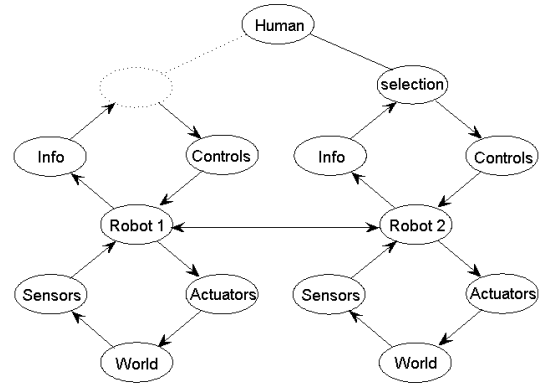 Human
selection
Info
Controls
Info
Controls
Robot 1
Robot 2
Sensors
Actuators
Sensors
Actuators
World
World